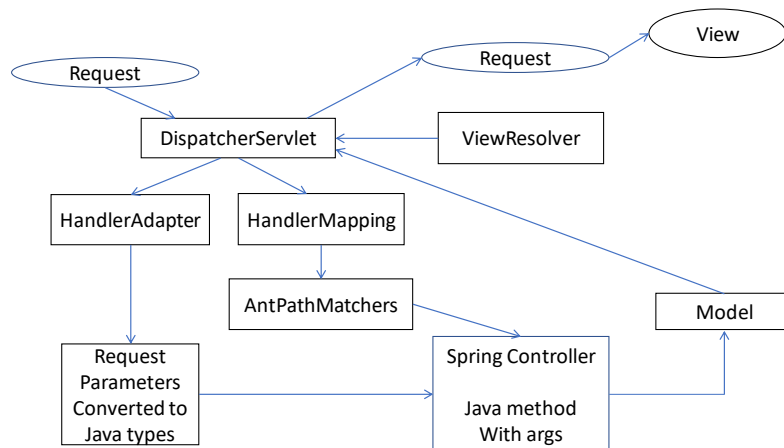 View
Request
Request
DispatcherServlet
ViewResolver
HandlerAdapter
HandlerMapping
AntPathMatchers
Model
Request
Parameters
Converted to
Java types
Spring Controller
Java method
With args